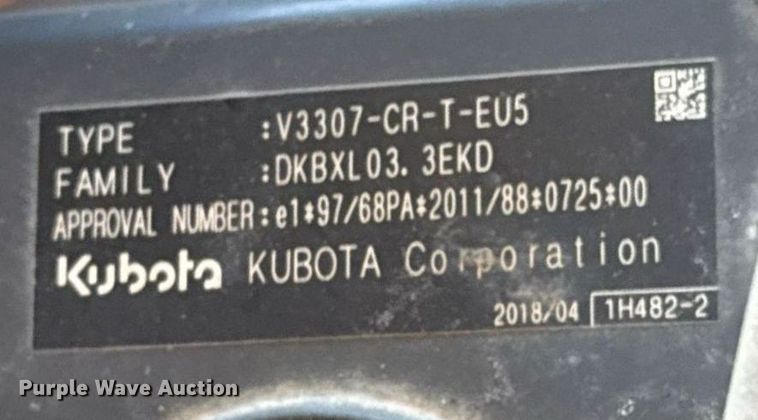 TYPE :V3307-CR-T-EU5
FAMILY :DKBXL03.3EKD
APPROVAL NUMBER:e1*97/68PA*2011/88*0725*00
Kubota KUBOTA Corporation
2018/04 1H482-2
Purple Wave Auction